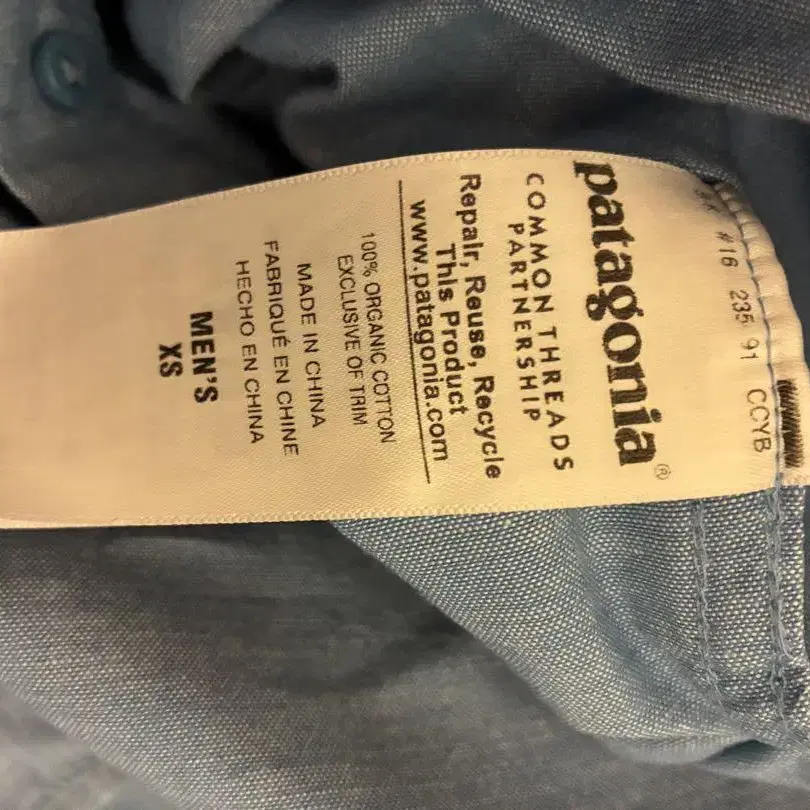 #16 235 91 CCYB
patagonia®
COMMON THREADS
PARTNERSHIP
Repair, Reuse, Recycle
This Product
www.patagonia.com
100% ORGANIC COTTON
EXCLUSIVE OF TRIM
MADE IN CHINA
FABRIQUÉ EN CHINE
HECHO EN CHINA
MEN'S
XS